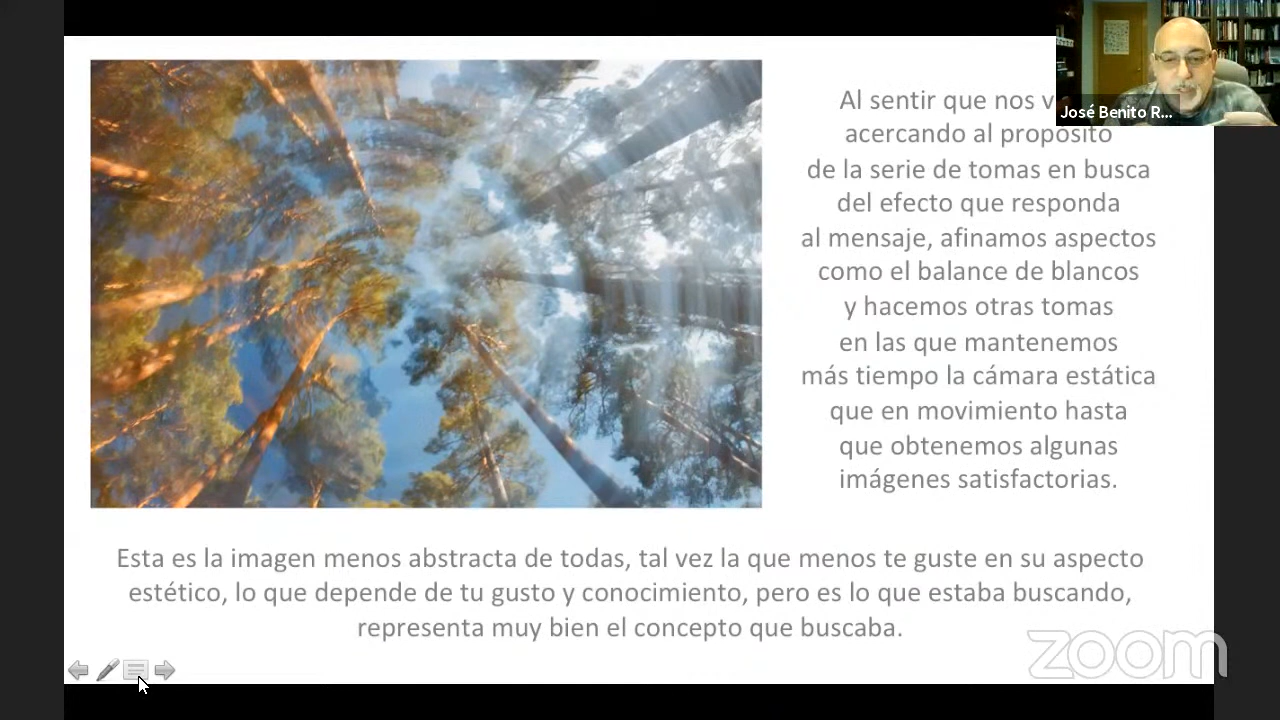 Al sentir que nos v
acercando al propósito
de la serie de tomas en busca
del efecto que responda
al mensaje, afinamos aspectos
como el balance de blancos
y hacemos otras tomas
en las que mantenemos
más tiempo la cámara estática
que en movimiento hasta
que obtenemos algunas
imágenes satisfactorias.
Esta es la imagen menos abstracta de todas, tal vez la que menos te guste en su aspecto
estético, lo que depende de tu gusto y conocimiento, pero es lo que estaba buscando,
representa muy bien el concepto que buscaba.
José Benito R...
zoom